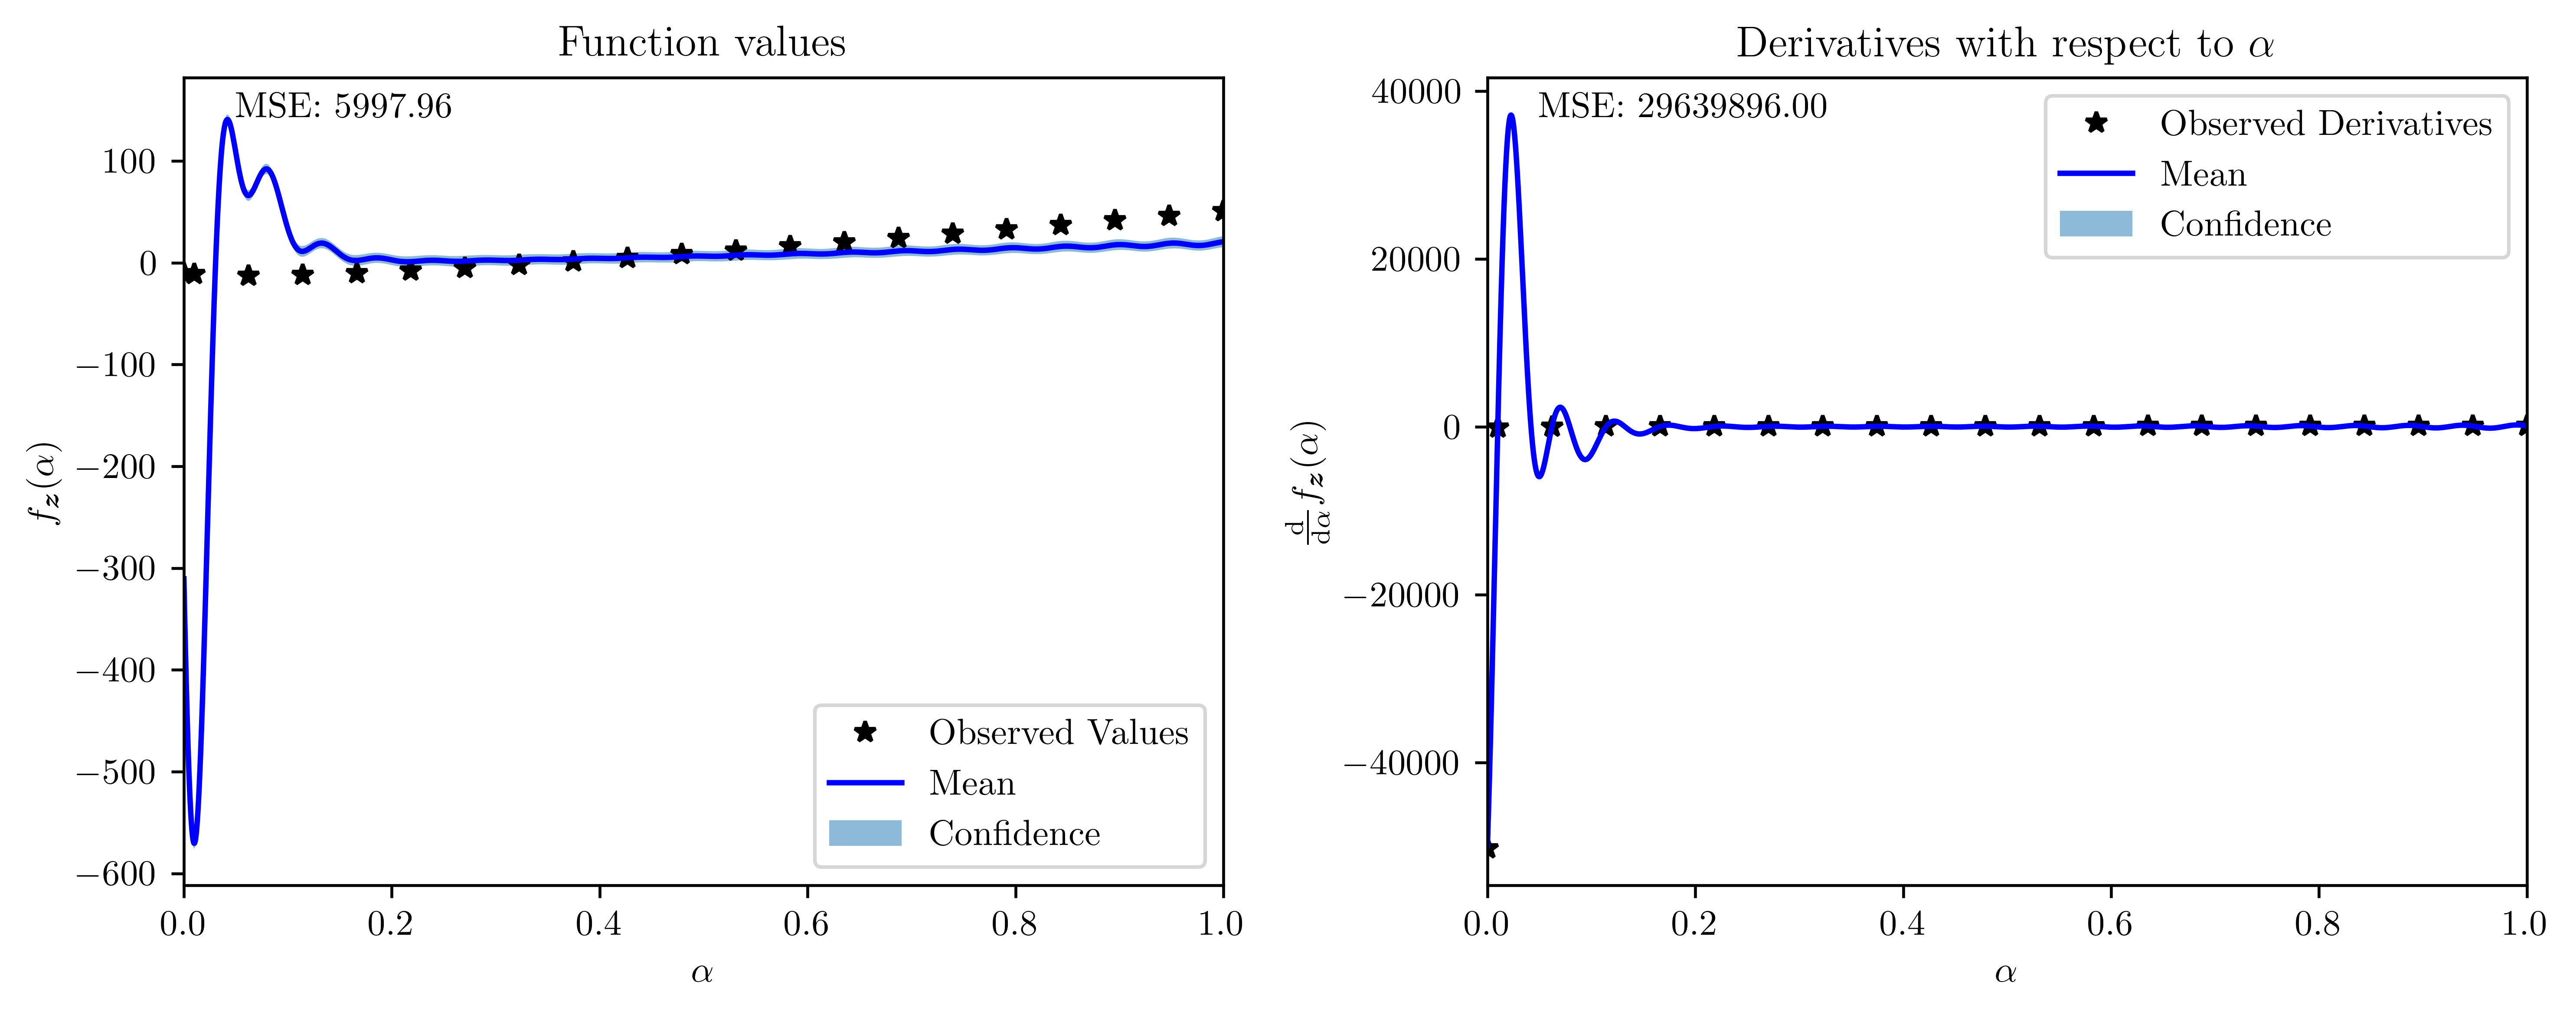 Function values
MSE: 5997.96
100
0
−100
−200
−300
−400
−500
−600
f_z(α)
Observed Values
Mean
Confidence
0.0 0.2 0.4 0.6 0.8 1.0
α
Derivatives with respect to α
MSE: 29639896.00
Observed Derivatives
Mean
Confidence
40000
20000
0
−20000
−40000
d/dα f_z(α)
0.0 0.2 0.4 0.6 0.8 1.0
α